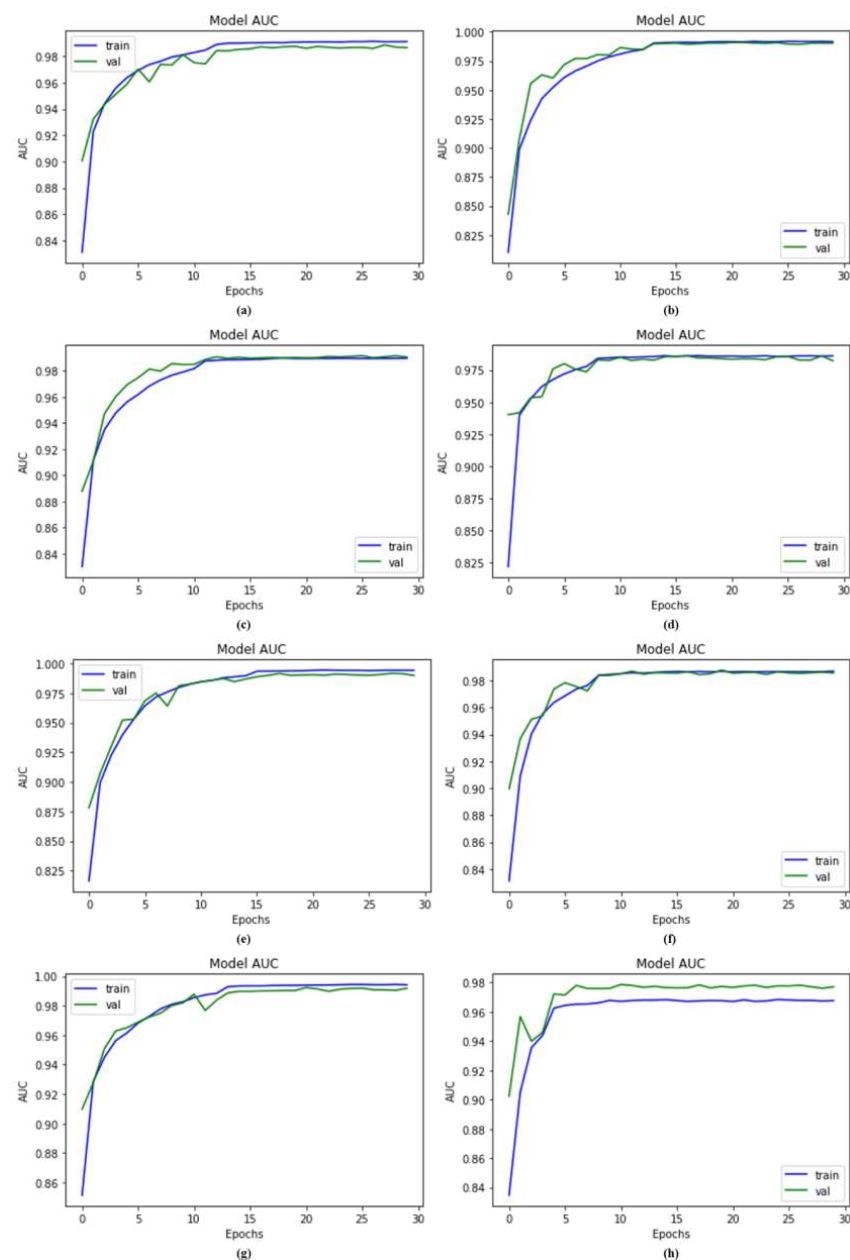 Model AUC
train
val
0.98
0.96
0.94
0.92
0.90
0.88
0.86
0.84
AUC
0 5 10 15 20 25 30
Epochs
(a)
Model AUC
1.000
0.975
0.950
0.925
0.900
0.875
0.850
0.825
AUC
train
val
0 5 10 15 20 25 30
Epochs
(b)
Model AUC
0.98
0.96
0.94
0.92
0.90
0.88
0.86
0.84
AUC
train
val
0 5 10 15 20 25 30
Epochs
(c)
Model AUC
0.975
0.950
0.925
0.900
0.875
0.850
0.825
AUC
train
val
0 5 10 15 20 25 30
Epochs
(d)
Model AUC
train
val
1.000
0.975
0.950
0.925
0.900
0.875
0.850
0.825
AUC
0 5 10 15 20 25 30
Epochs
(e)
Model AUC
0.98
0.96
0.94
0.92
0.90
0.88
0.86
0.84
AUC
train
val
0 5 10 15 20 25 30
Epochs
(f)
Model AUC
train
val
1.00
0.98
0.96
0.94
0.92
0.90
0.88
0.86
AUC
0 5 10 15 20 25 30
Epochs
(g)
Model AUC
0.98
0.96
0.94
0.92
0.90
0.88
0.86
0.84
AUC
train
val
0 5 10 15 20 25 30
Epochs
(h)